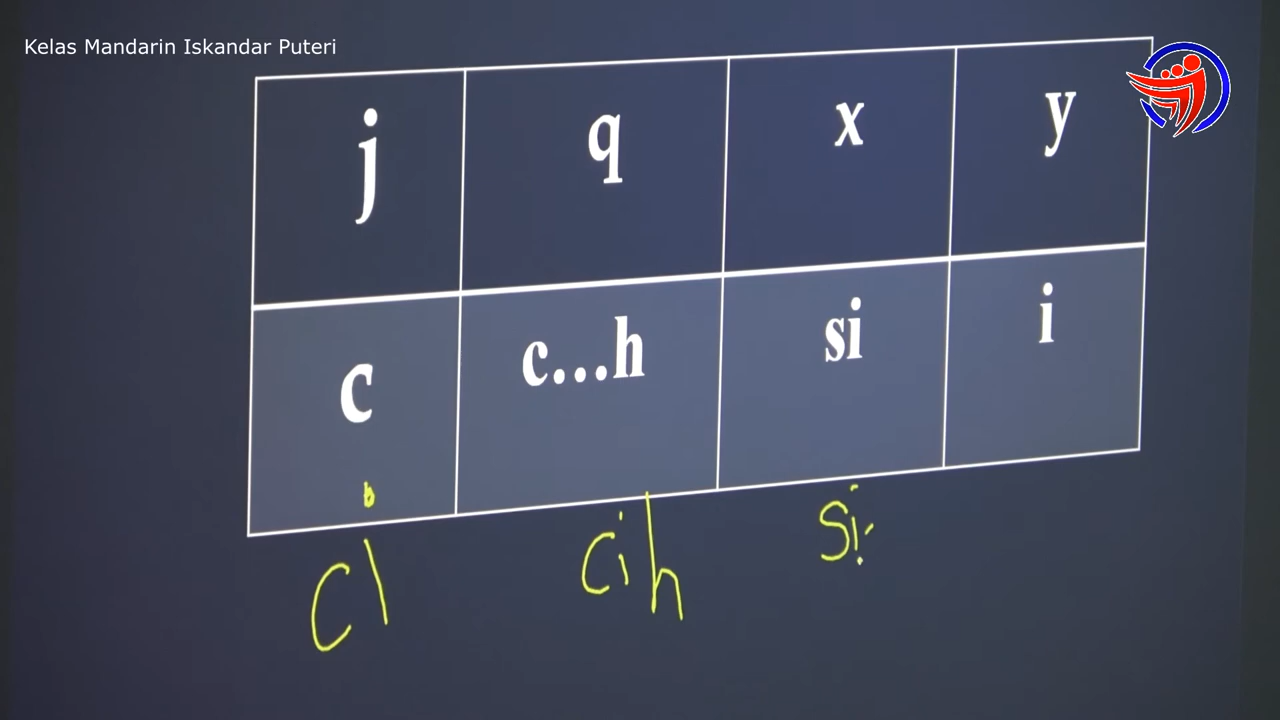 Kelas Mandarin Iskandar Puteri
j q x y
c c...h si i
ci cih si